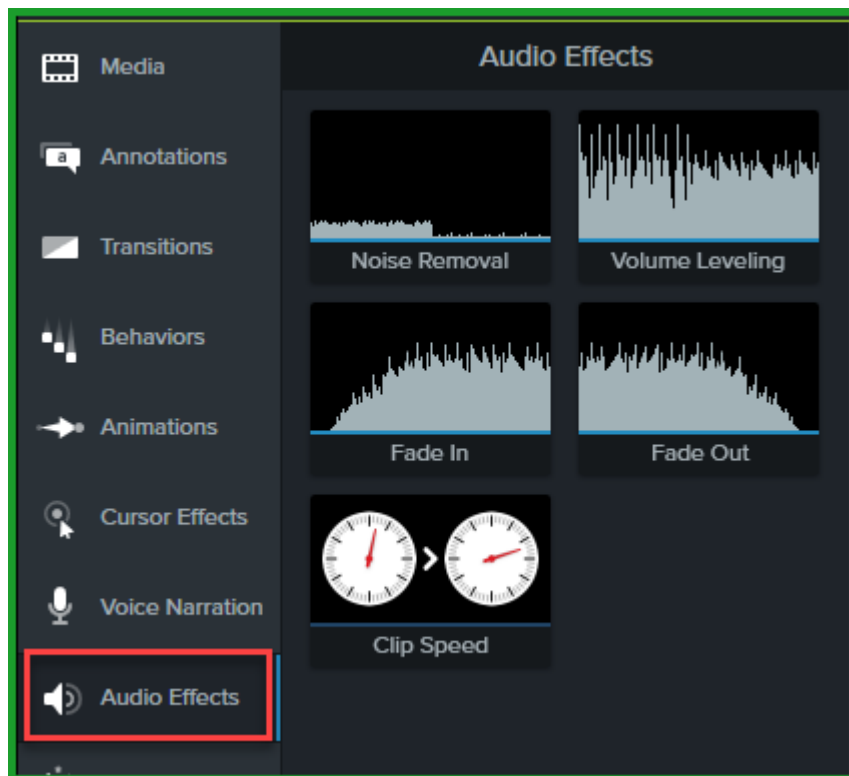 Media
Annotations
a
Transitions
Behaviors
Animations
Cursor Effects
Voice Narration
Audio Effects
Audio Effects
Noise Removal
Volume Leveling
Fade In
Fade Out
Clip Speed